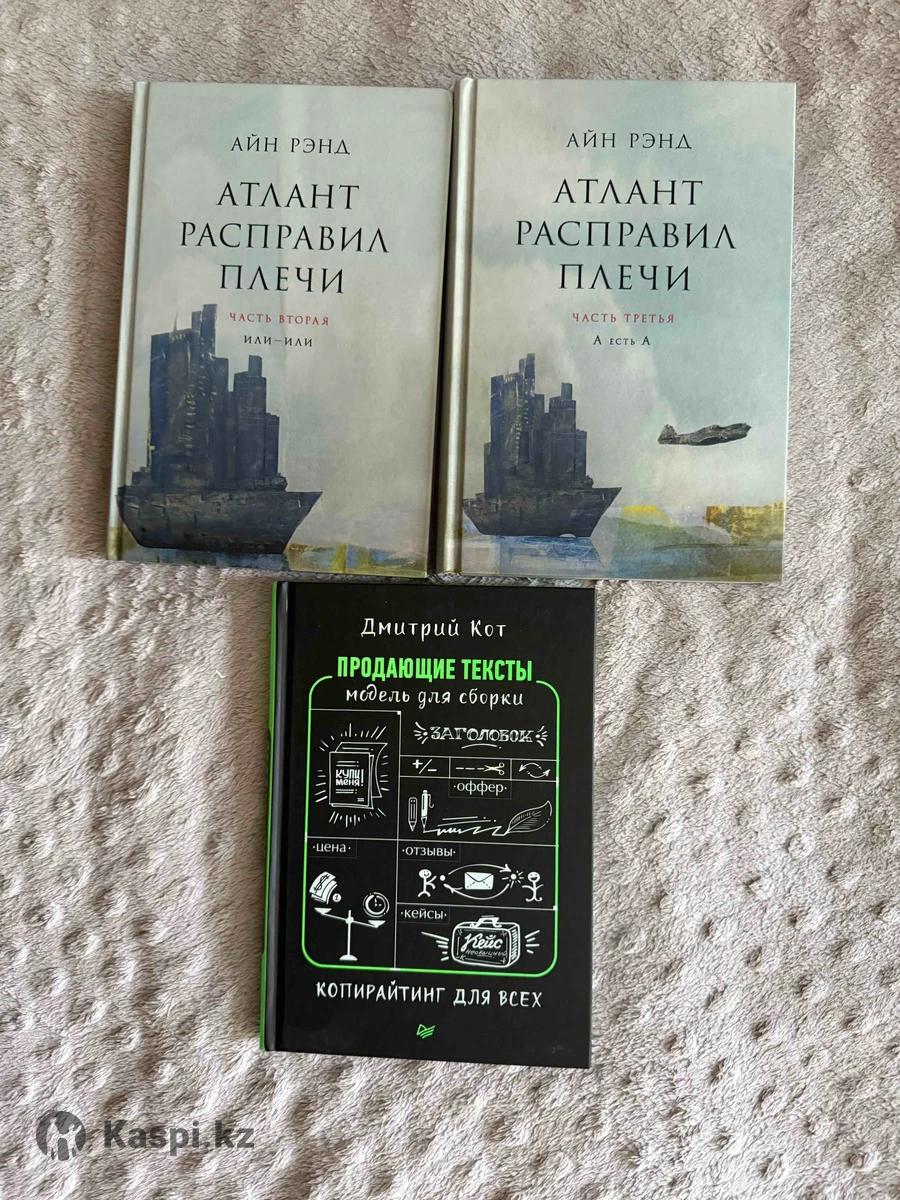 АЙН РЭНД
АТЛАНТ
РАСПРАВИЛ
ПЛЕЧИ
ЧАСТЬ ВТОРАЯ
ИЛИ–ИЛИ
АЙН РЭНД
АТЛАНТ
РАСПРАВИЛ
ПЛЕЧИ
ЧАСТЬ ТРЕТЬЯ
А ЕСТЬ А
Дмитрий Кот
ПРОДАЮЩИЕ ТЕКСТЫ
модель для сборки
ЗАГОЛОВОК
КУПИ
меня!
+/−
·оффер·
·цена·
·отзывы·
·кейсы·
Кейс
КОПИРАЙТИНГ ДЛЯ ВСЕХ
Kaspi.kz